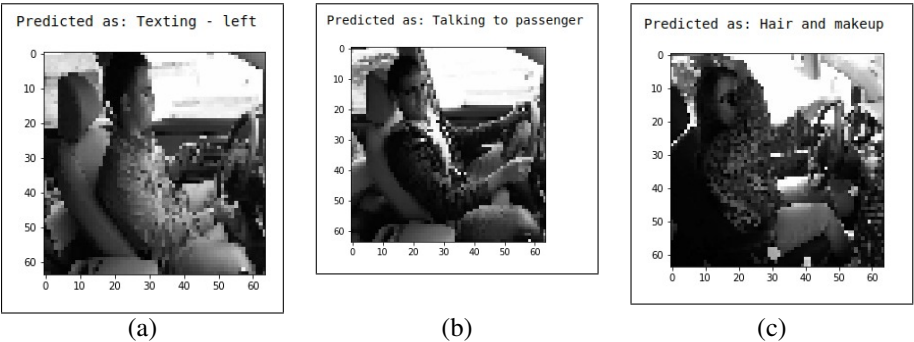 Predicted as: Texting - left
0
10
20
30
40
50
60
0 10 20 30 40 50 60
(a)
Predicted as: Talking to passenger
0
10
20
30
40
50
60
0 10 20 30 40 50 60
(b)
Predicted as: Hair and makeup
0
10
20
30
40
50
60
0 10 20 30 40 50 60
(c)